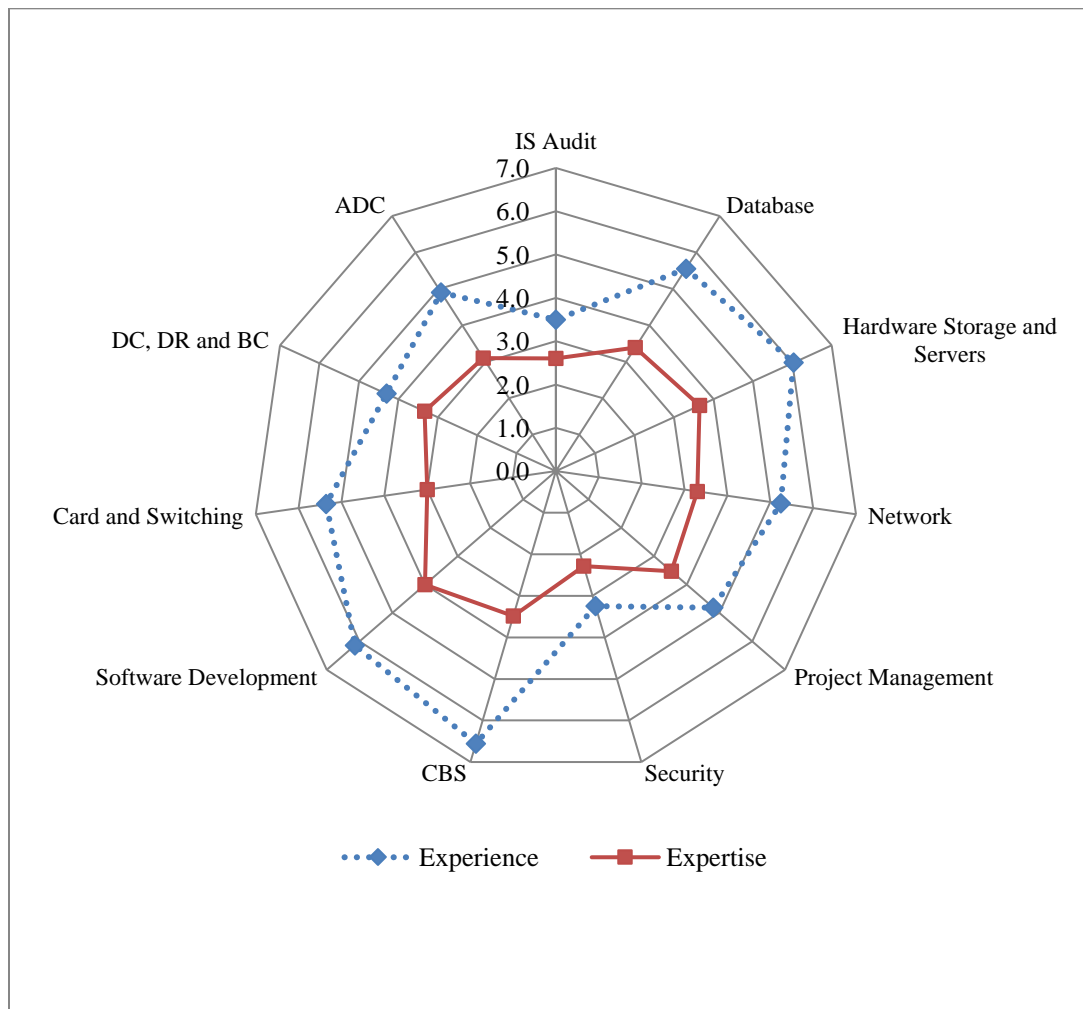 IS Audit
7.0
6.0
5.0
4.0
3.0
2.0
1.0
0.0
ADC
Database
DC, DR and BC
Hardware Storage and
Servers
Card and Switching
Network
Software Development
Project Management
CBS
Security
Experience
Expertise